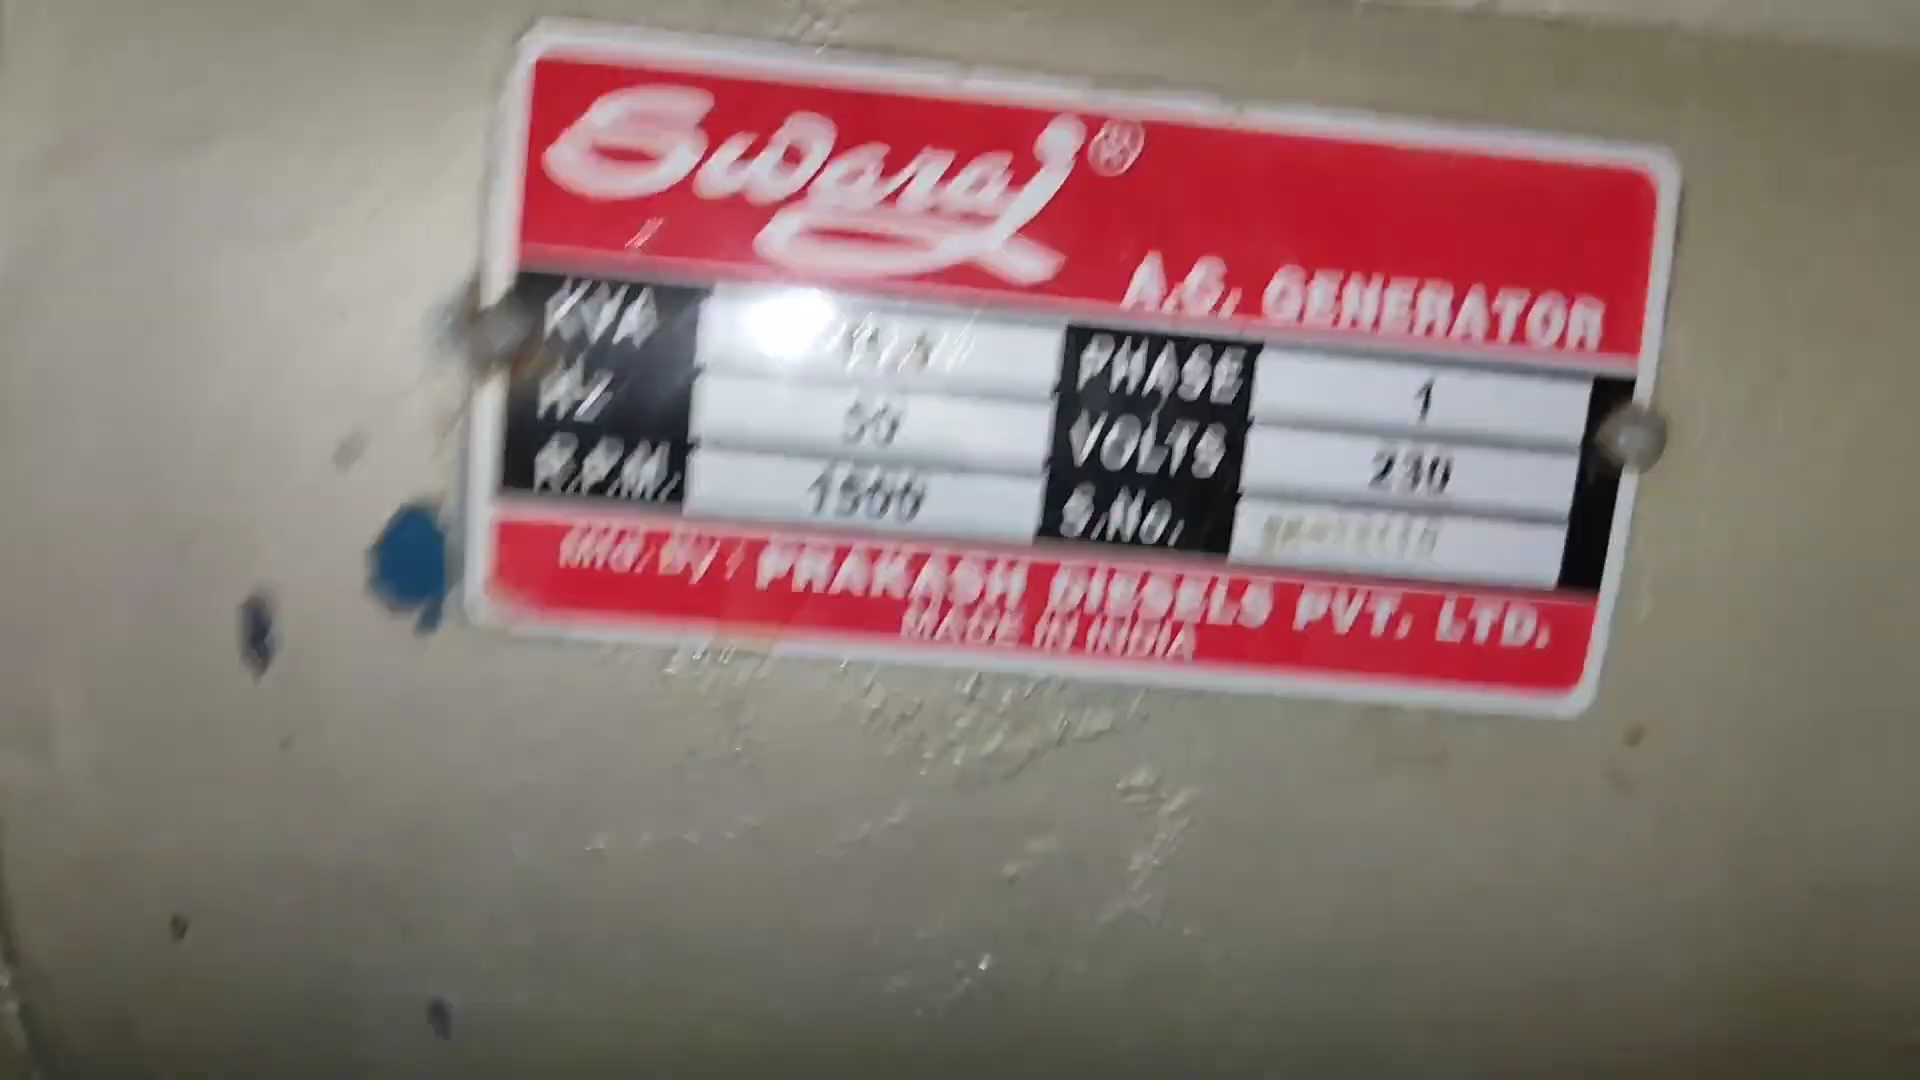 Swaraj®
A.C. GENERATOR
KVA PHASE 1
Hz 50 VOLTS 230
R.P.M. 1500 S.No.
Mfd. By : PRAKASH DIESELS PVT. LTD.
MADE IN INDIA